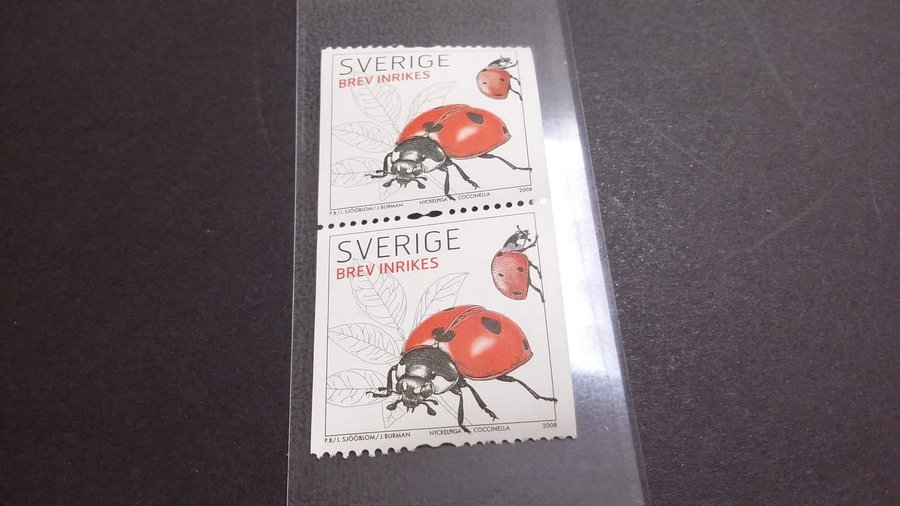 SVERIGE
BREV INRIKES
P.B/L.SJÖÖBLOM/J.BURMAN NYCKELPIGA COCCINELLA 2008
SVERIGE
BREV INRIKES
P.B/L.SJÖÖBLOM/J.BURMAN NYCKELPIGA COCCINELLA 2008